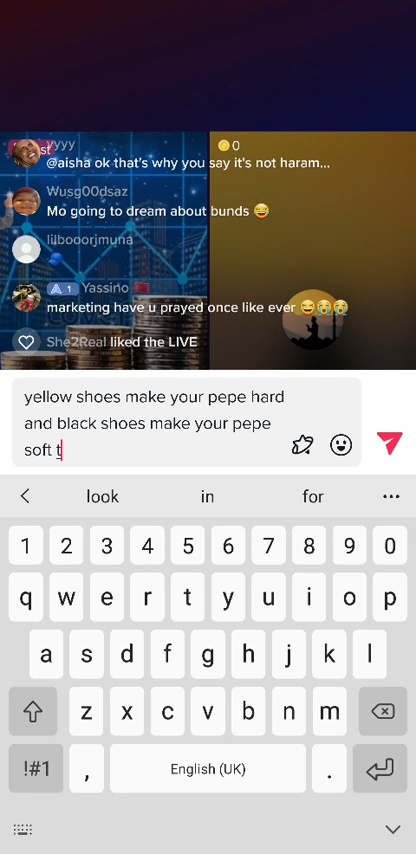 yyyy
0
@aisha ok that's why you say it's not haram...
Wusg00dsaz
Mo going to dream about bunds 😂
lilbooorjmuna
🧢
1 Yassino 🇲🇦
marketing have u prayed once like ever 😂😭😭
She2Real liked the LIVE
yellow shoes make your pepe hard
and black shoes make your pepe
soft t
look in for
1 2 3 4 5 6 7 8 9 0
q w e r t y u i o p
a s d f g h j k l
z x c v b n m
!#1 , English (UK) .